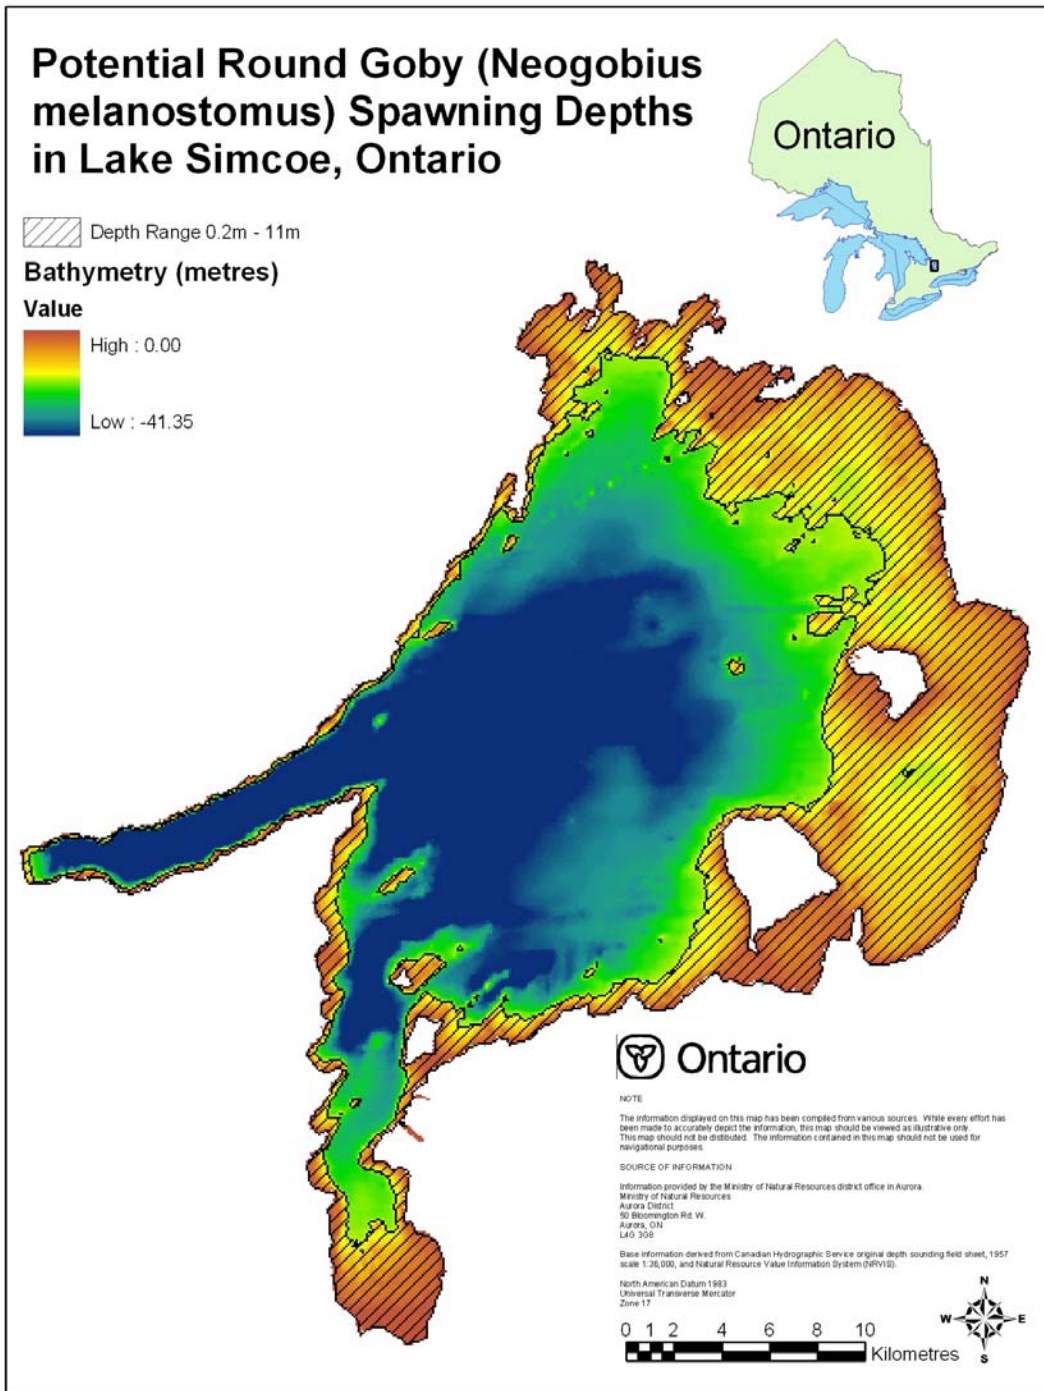 Potential Round Goby (Neogobius
melanostomus) Spawning Depths
in Lake Simcoe, Ontario
Ontario
Depth Range 0.2m - 11m
Bathymetry (metres)
Value
High : 0.00
Low : -41.35
Ontario
NOTE
The information displayed on this map has been compiled from various sources. While every effort has
been made to accurately depict the information, this map should be viewed as illustrative only.
This map should not be distibuted. The information contained in this map should not be used for
navigational purposes.
SOURCE OF INFORMATION
Information provided by the Ministry of Natural Resources district office in Aurora.
Ministry of Natural Resources
Aurora District
50 Bloomington Rd. W.
Aurora, ON
L4G 3G8
Base information derived from Canadian Hydrographic Service original depth sounding field sheet, 1957
scale 1:36,000, and Natural Resource Value Information System (NRVIS).
North American Datum 1983
Universal Transverse Mercator
Zone 17
0 1 2 4 6 8 10
Kilometres
N
W E
S